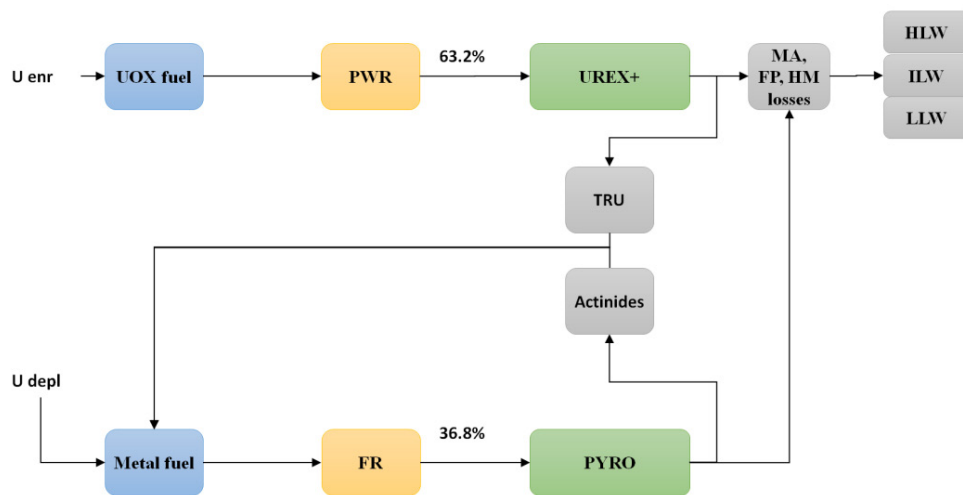 63.2%
HLW
U enr
UOX fuel
PWR
UREX+
MA,
FP, HM
losses
ILW
LLW
TRU
Actinides
U depl
36.8%
Metal fuel
FR
PYRO